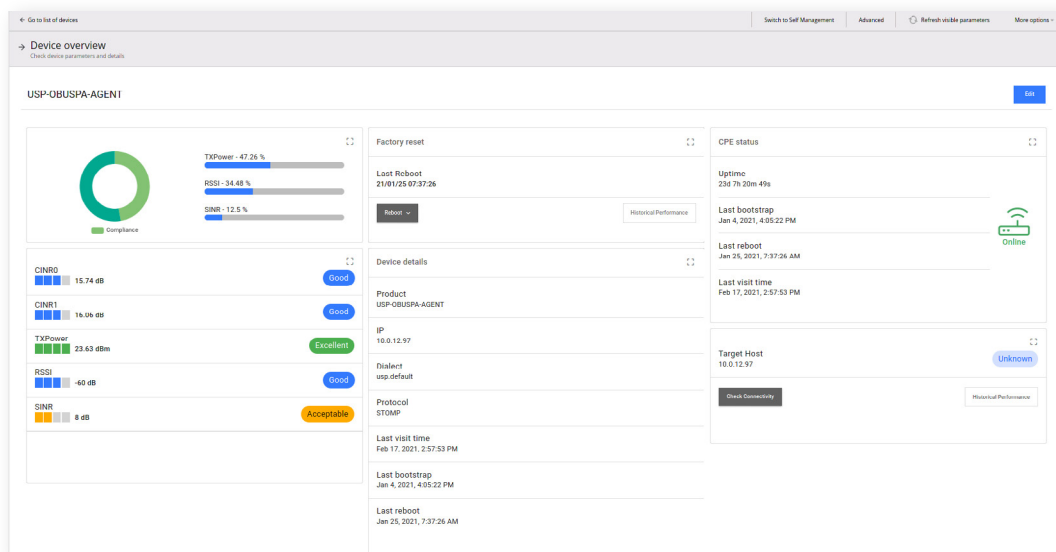 ← Go to list of devices
Switch to Self Management
Advanced
Refresh visible parameters
More options
→ Device overview
Check device parameters and details
USP-OBUSPA-AGENT
Edit
TXPower - 47.26 %
RSSI - 34.48 %
SINR - 12.5 %
Compliance
CINR0
15.74 dB
Good
CINR1
16.06 dB
Good
TXPower
23.63 dBm
Excellent
RSSI
-60 dB
Good
SINR
8 dB
Acceptable
Factory reset
Last Reboot
21/01/25 07:37:26
Reboot
Historical Performance
Device details
Product
USP-OBUSPA-AGENT
IP
10.0.12.97
Dialect
usp.default
Protocol
STOMP
Last visit time
Feb 17, 2021, 2:57:53 PM
Last bootstrap
Jan 4, 2021, 4:05:22 PM
Last reboot
Jan 25, 2021, 7:37:26 AM
CPE status
Uptime
23d 7h 20m 49s
Last bootstrap
Jan 4, 2021, 4:05:22 PM
Last reboot
Jan 25, 2021, 7:37:26 AM
Last visit time
Feb 17, 2021, 2:57:53 PM
Online
Target Host
10.0.12.97
Unknown
Check Connectivity
Historical Performance